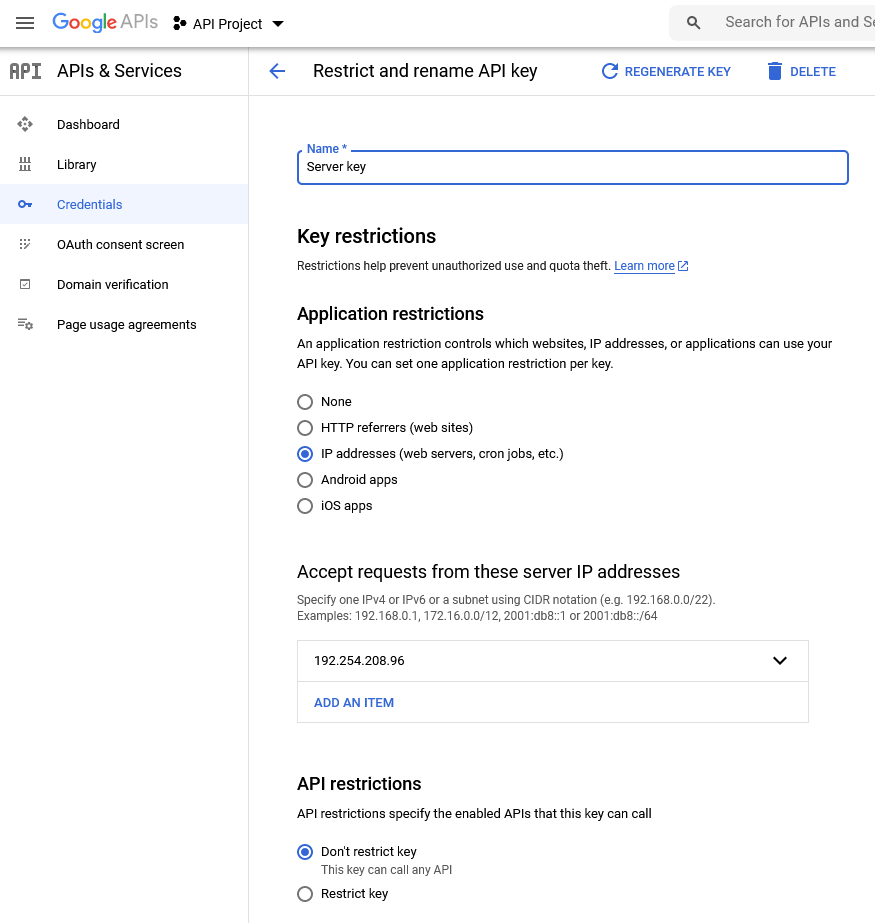 Google APIs
API Project
Search for APIs and Se
API
APIs & Services
Restrict and rename API key
REGENERATE KEY
DELETE
Dashboard
Library
Credentials
OAuth consent screen
Domain verification
Page usage agreements
Name *
Server key
Key restrictions
Restrictions help prevent unauthorized use and quota theft. Learn more
Application restrictions
An application restriction controls which websites, IP addresses, or applications can use your
API key. You can set one application restriction per key.
None
HTTP referrers (web sites)
IP addresses (web servers, cron jobs, etc.)
Android apps
iOS apps
Accept requests from these server IP addresses
Specify one IPv4 or IPv6 or a subnet using CIDR notation (e.g. 192.168.0.0/22).
Examples: 192.168.0.1, 172.16.0.0/12, 2001:db8::1 or 2001:db8::/64
192.254.208.96
ADD AN ITEM
API restrictions
API restrictions specify the enabled APIs that this key can call
Don't restrict key
This key can call any API
Restrict key